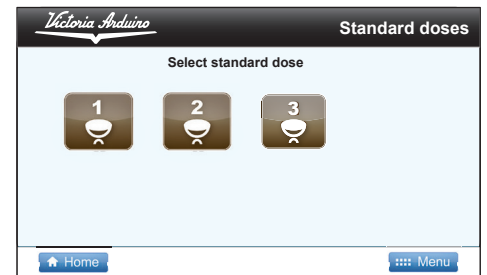 Victoria Arduino
Standard doses
Select standard dose
1 2 3
Home Menu